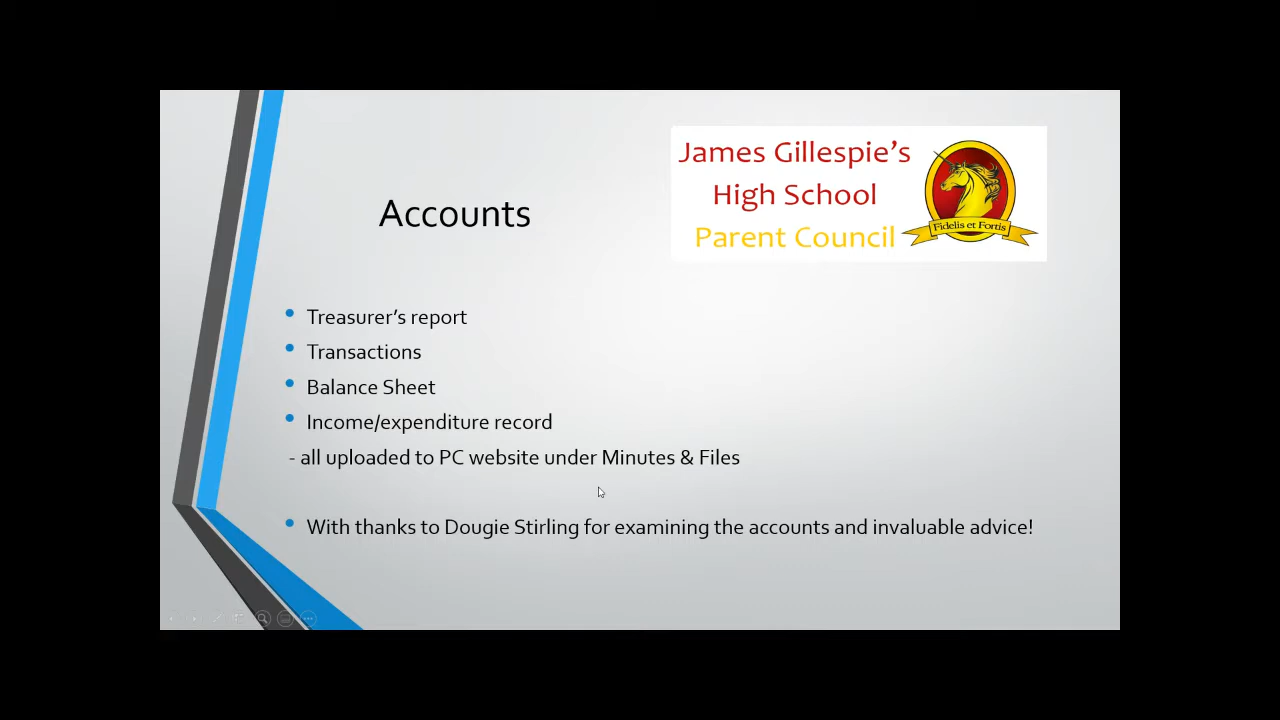 James Gillespie's
High School
Parent Council
Fidelis et Fortis
Accounts
Treasurer's report
Transactions
Balance Sheet
Income/expenditure record
- all uploaded to PC website under Minutes & Files
With thanks to Dougie Stirling for examining the accounts and invaluable advice!